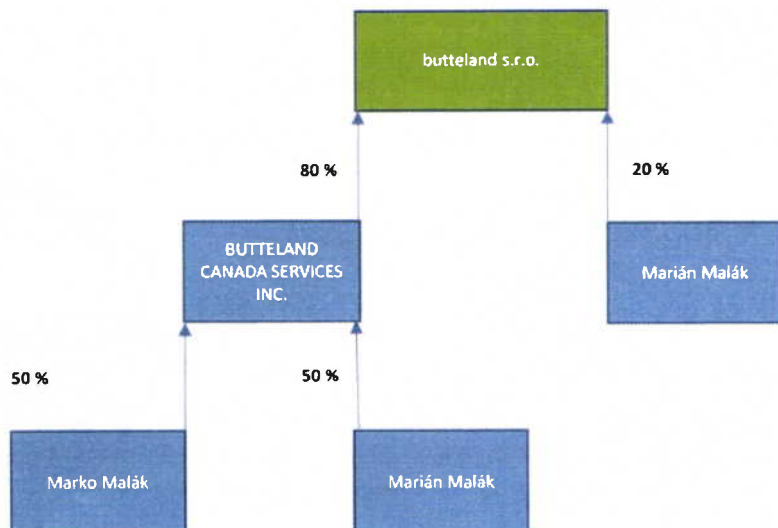 butteland s.r.o.
80 %
20 %
BUTTELAND
CANADA SERVICES
INC.
Marián Malák
50 %
50 %
Marko Malák
Marián Malák